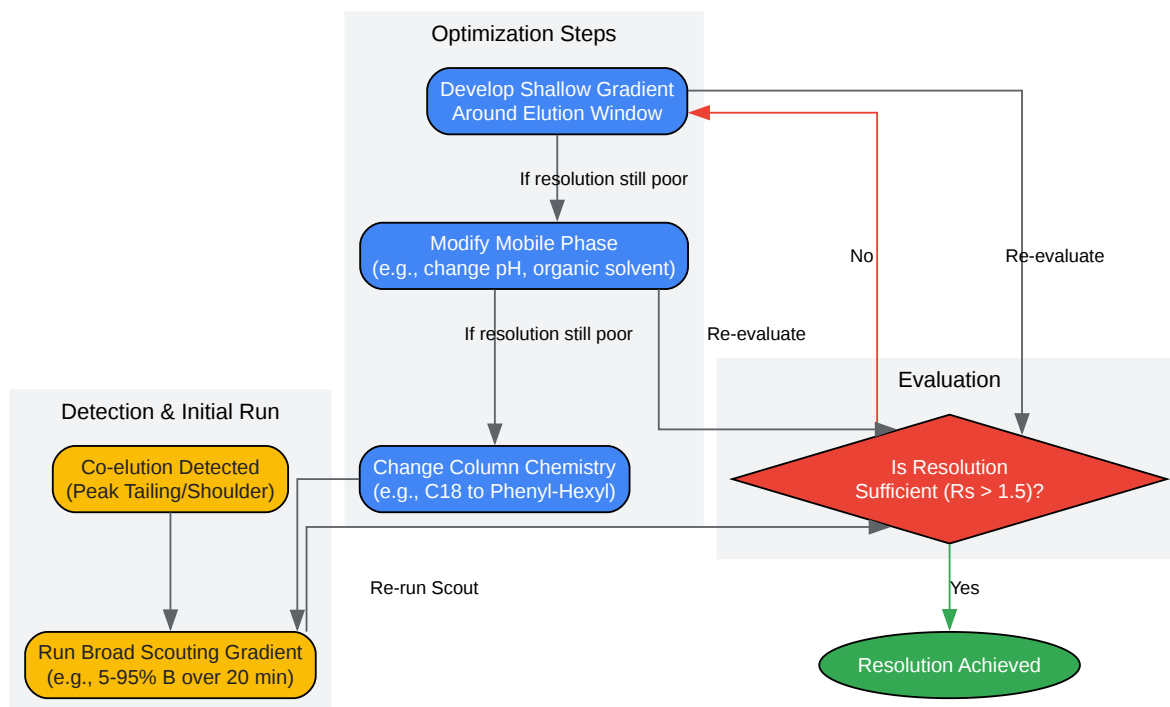 Optimization Steps
Develop Shallow Gradient
Around Elution Window
If resolution still poor
Modify Mobile Phase
(e.g., change pH, organic solvent)
No
Re-evaluate
If resolution still poor
Re-evaluate
Evaluation
Detection & Initial Run
Co-elution Detected
(Peak Tailing/Shoulder)
Change Column Chemistry
(e.g., C18 to Phenyl-Hexyl)
Is Resolution
Sufficient (Rs > 1.5)?
Re-run Scout
Yes
Run Broad Scouting Gradient
(e.g., 5-95% B over 20 min)
Resolution Achieved